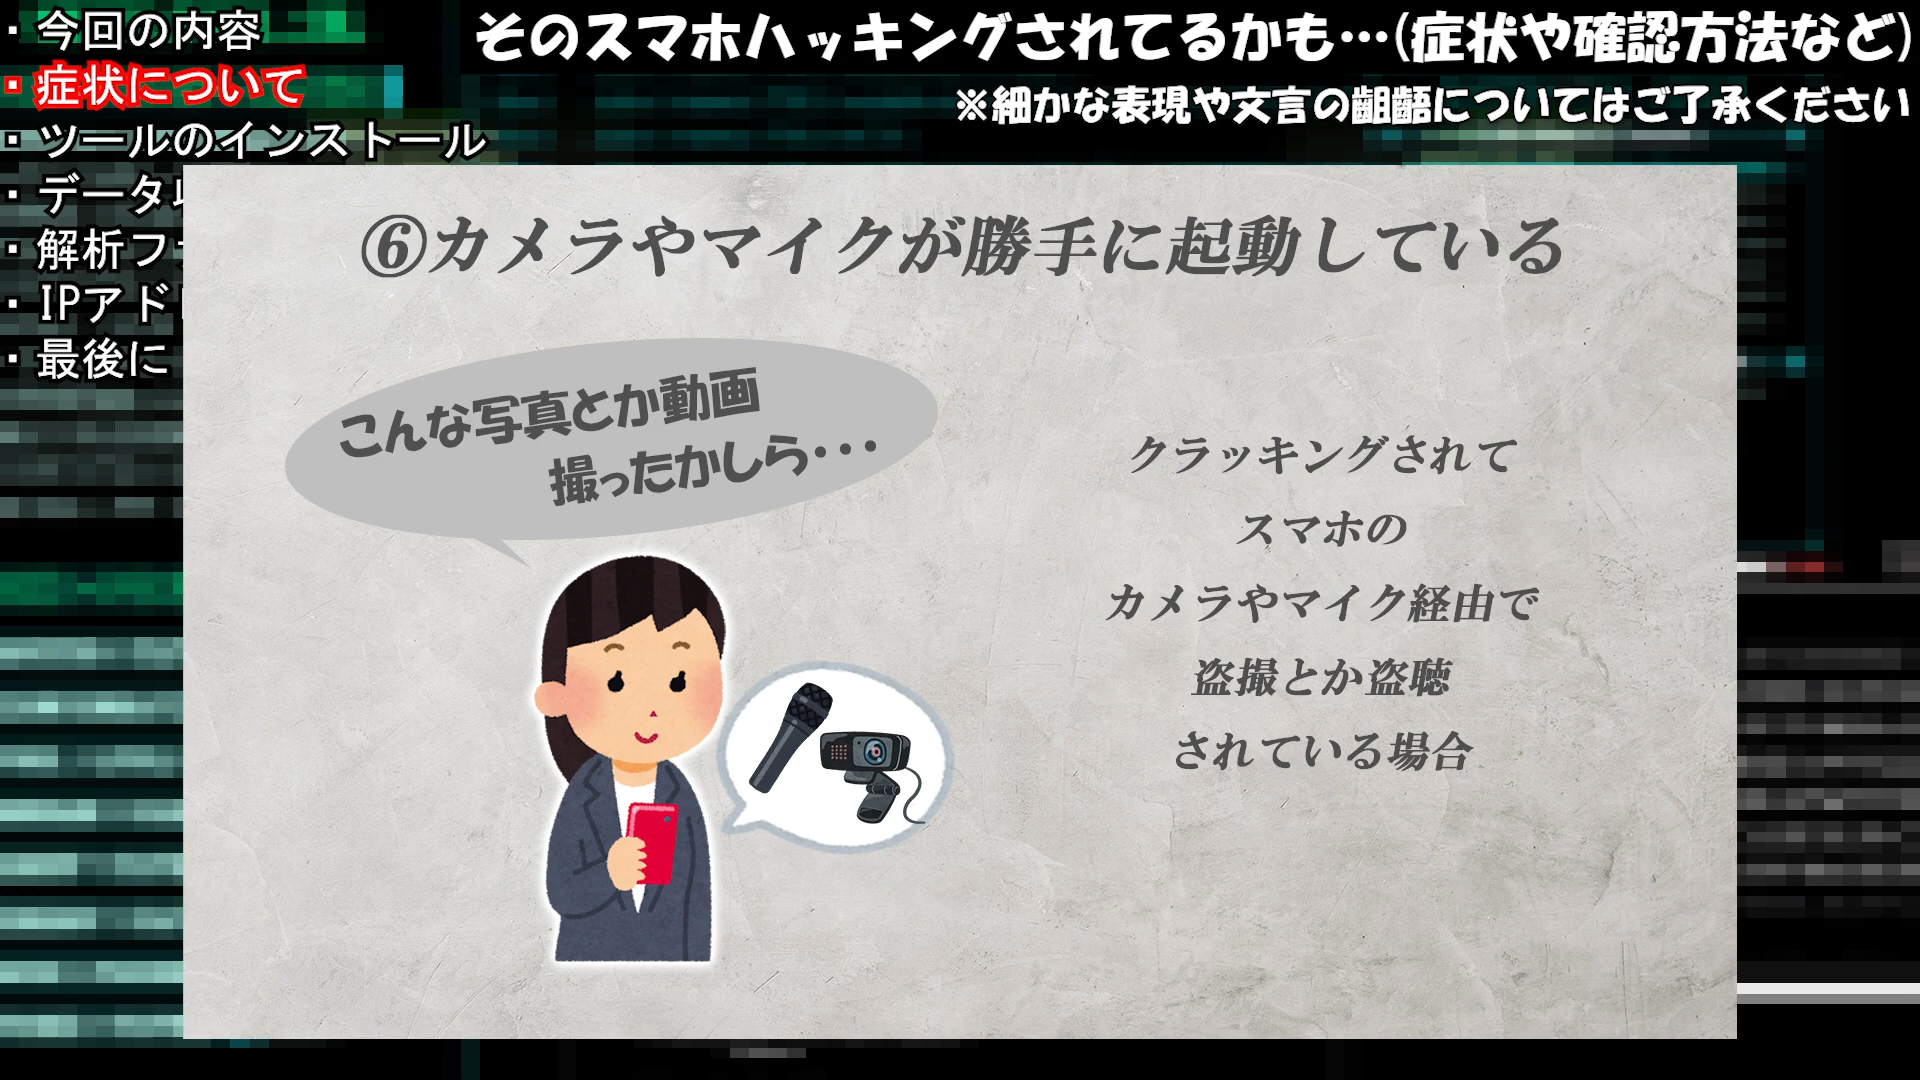 ・今回の内容
・症状について
・ツールのインストール
・データ
・解析フ
・IPアド
・最後に
そのスマホハッキングされてるかも…(症状や確認方法など)
※細かな表現や文言の齟齬についてはご了承ください
⑥カメラやマイクが勝手に起動している
こんな写真とか動画
撮ったかしら・・・
クラッキングされて
スマホの
カメラやマイク経由で
盗撮とか盗聴
されている場合